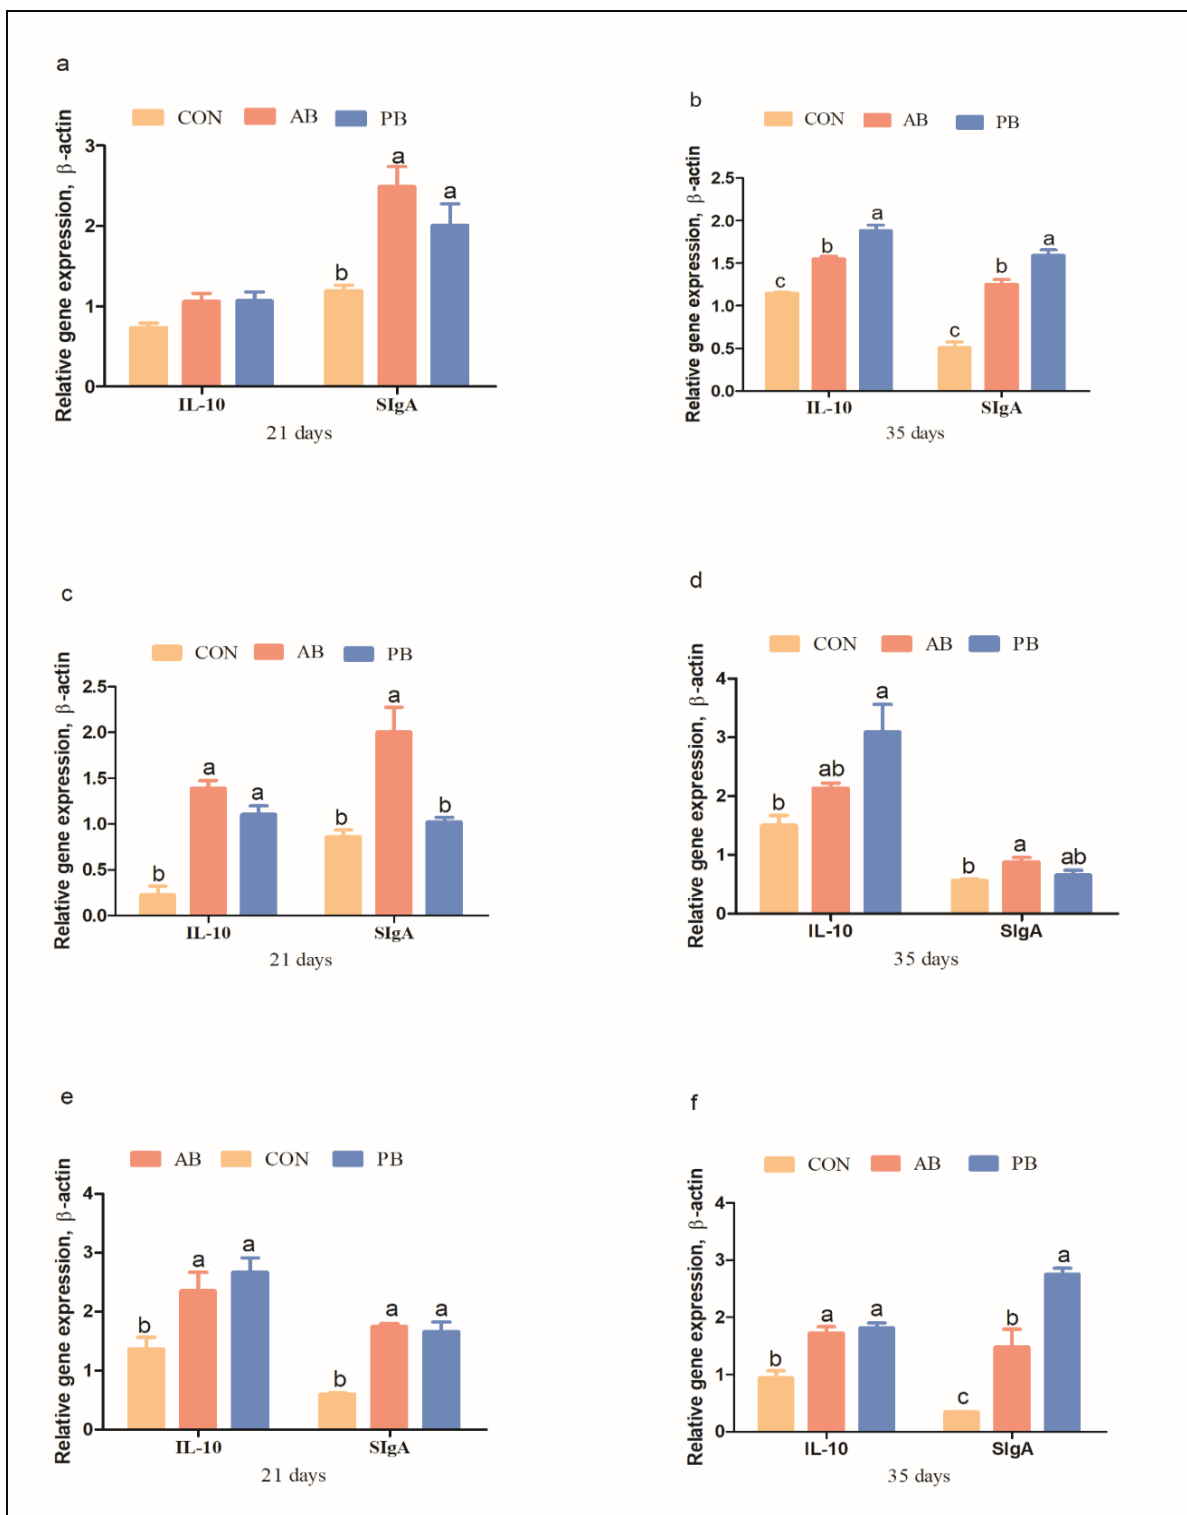 a
CON AB PB
Relative gene expression, β-actin
3
2
1
0
b
a
a
IL-10 SIgA
21 days
b
CON AB PB
Relative gene expression, β-actin
2.5
2.0
1.5
1.0
0.5
0.0
c
b
a
c
b
a
IL-10 SIgA
35 days
c
CON AB PB
Relative gene expression, β-actin
2.5
2.0
1.5
1.0
0.5
0.0
b
a
a
b
a
b
IL-10 SIgA
21 days
d
CON AB PB
Relative gene expression, β-actin
4
3
2
1
0
b
ab
a
b
a
ab
IL-10 SIgA
35 days
e
AB CON PB
Relative gene expression, β-actin
4
3
2
1
0
b
a
a
b
a
a
IL-10 SIgA
21 days
f
CON AB PB
Relative gene expression, β-actin
4
3
2
1
0
b
a
a
c
b
a
IL-10 SIgA
35 days